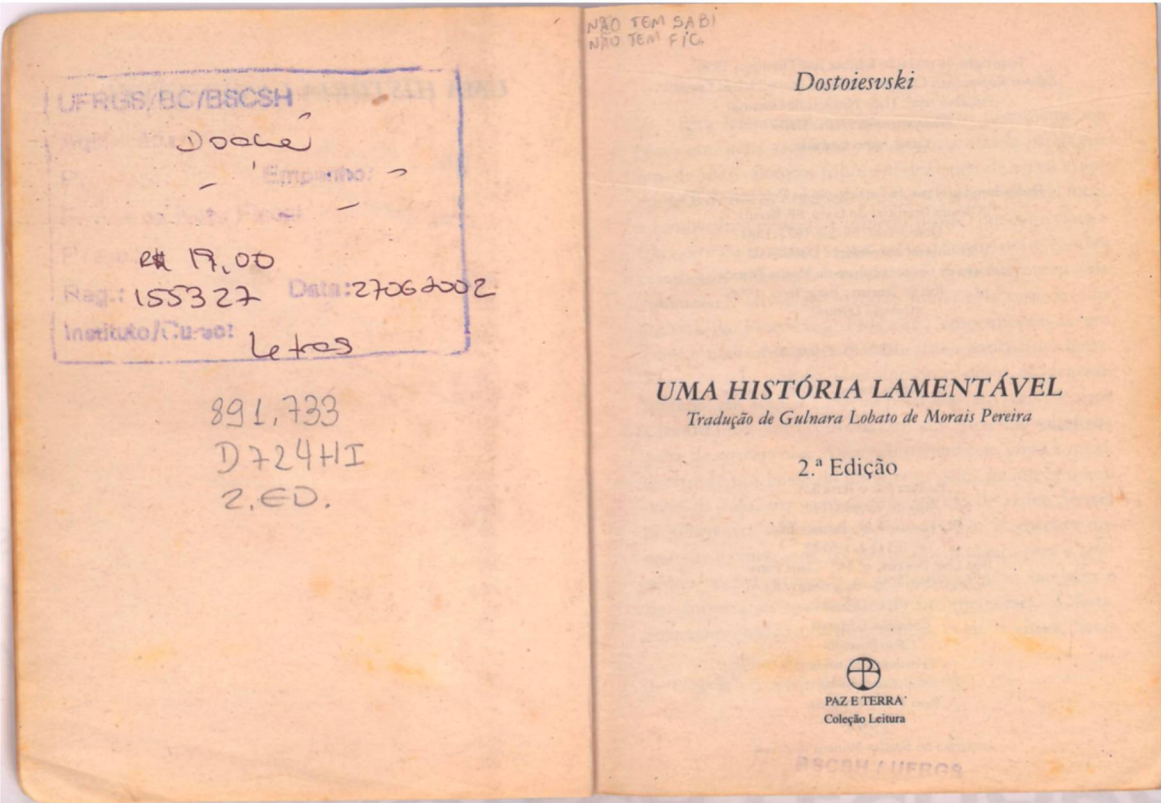 UFRGS/BC/BSCSH
Empenho:
R$ 19,00
Reg.: 155327 Data: 27062002
Instituto/Curso:
Letras
891.733
D724HI
2.ED.
NÃO TEM SABI
NÃO TEM FIC.
Dostoiesvski
UMA HISTÓRIA LAMENTÁVEL
Tradução de Gulnara Lobato de Morais Pereira
2.ª Edição
PAZ E TERRA
Coleção Leitura
BSCSH / UFRGS